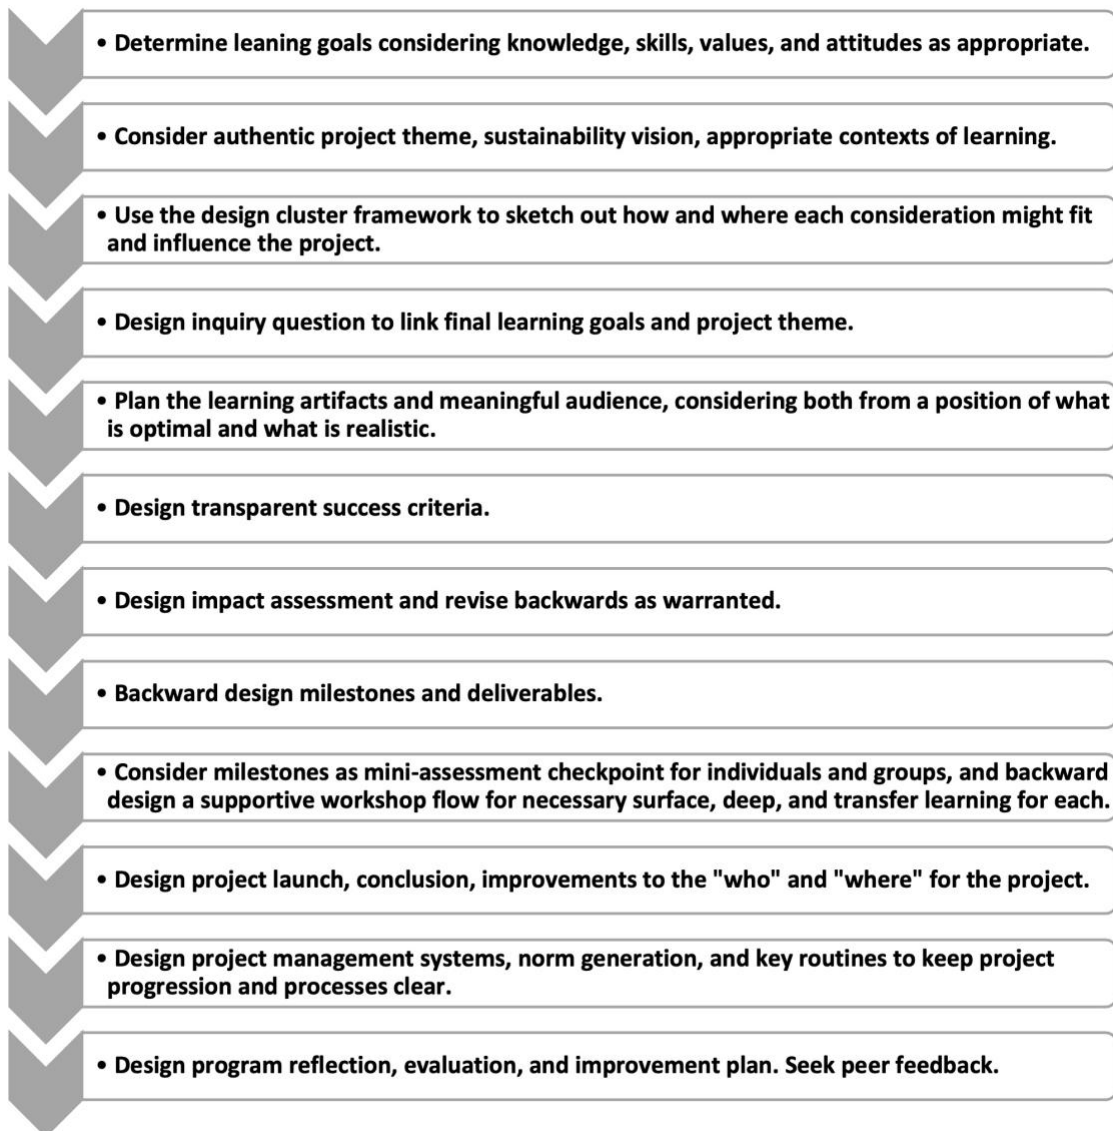 • Determine leaning goals considering knowledge, skills, values, and attitudes as appropriate.
• Consider authentic project theme, sustainability vision, appropriate contexts of learning.
• Use the design cluster framework to sketch out how and where each consideration might fit
and influence the project.
• Design inquiry question to link final learning goals and project theme.
• Plan the learning artifacts and meaningful audience, considering both from a position of what
is optimal and what is realistic.
• Design transparent success criteria.
• Design impact assessment and revise backwards as warranted.
• Backward design milestones and deliverables.
• Consider milestones as mini-assessment checkpoint for individuals and groups, and backward
design a supportive workshop flow for necessary surface, deep, and transfer learning for each.
• Design project launch, conclusion, improvements to the "who" and "where" for the project.
• Design project management systems, norm generation, and key routines to keep project
progression and processes clear.
• Design program reflection, evaluation, and improvement plan. Seek peer feedback.